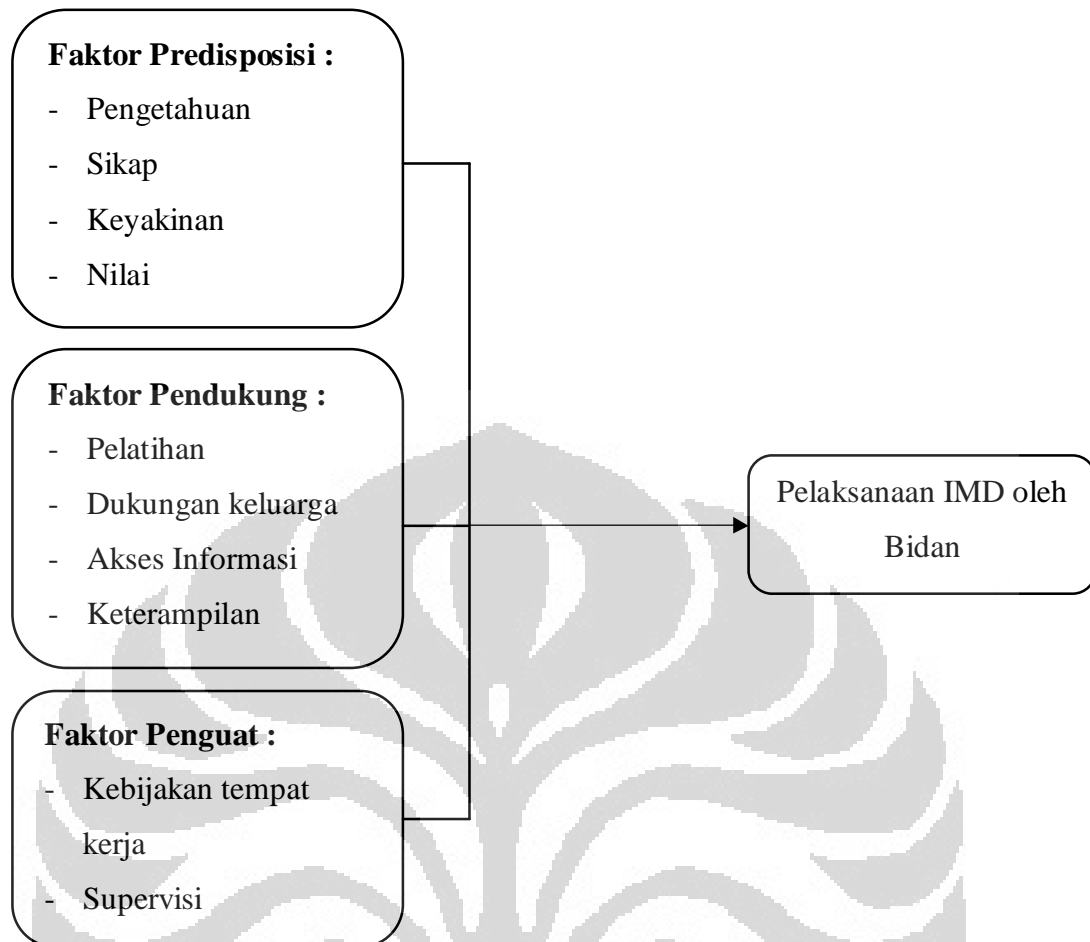 Faktor Predisposisi :
- Pengetahuan
- Sikap
- Keyakinan
- Nilai
Faktor Pendukung :
- Pelatihan
- Dukungan keluarga
- Akses Informasi
- Keterampilan
Faktor Penguat :
- Kebijakan tempat
kerja
- Supervisi
Pelaksanaan IMD oleh
Bidan